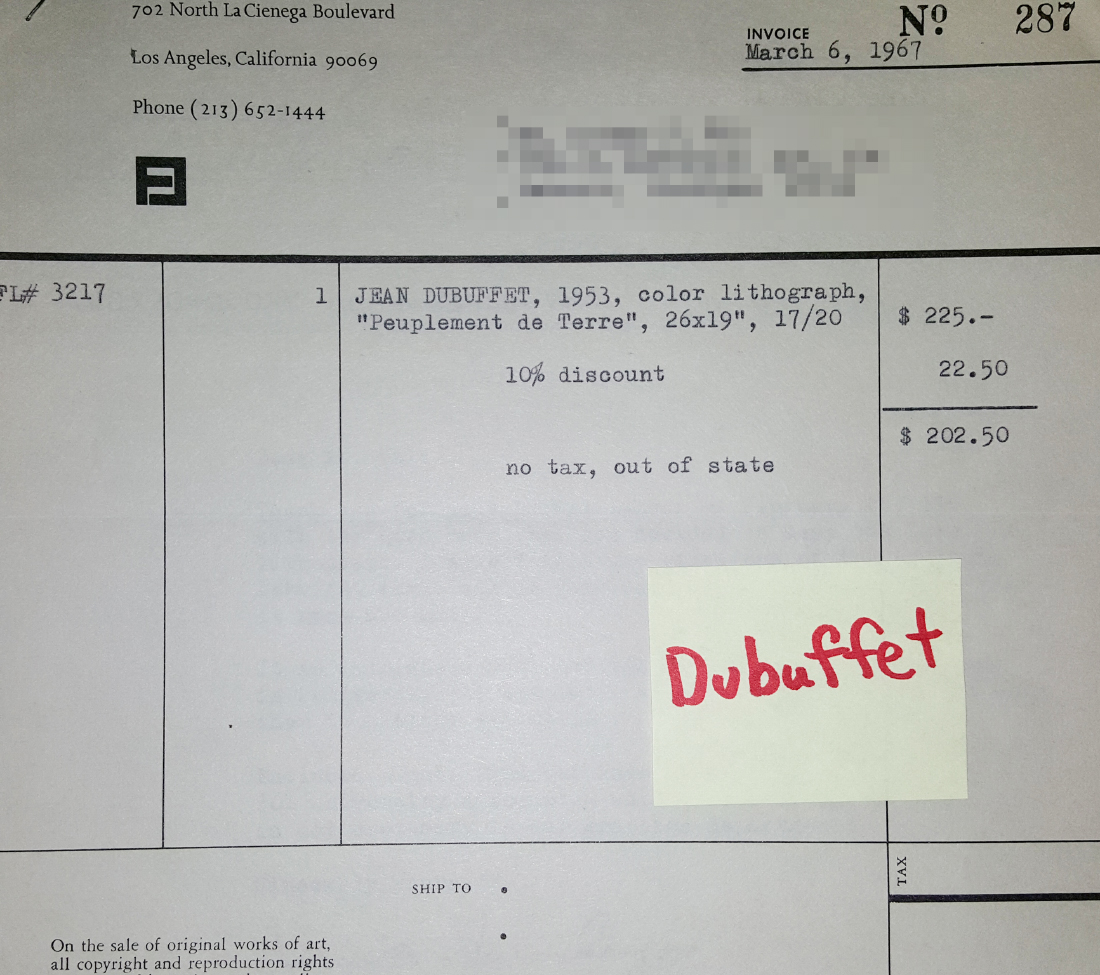 702 North La Cienega Boulevard
Los Angeles, California 90069
Phone (213) 652-1444
INVOICE Nº 287
March 6, 1967
FL# 3217 1 JEAN DUBUFFET, 1953, color lithograph,
"Peuplement de Terre", 26x19", 17/20 $ 225.-
10% discount 22.50
$ 202.50
no tax, out of state
Dubuffet
TAX
SHIP TO
On the sale of original works of art,
all copyright and reproduction rights